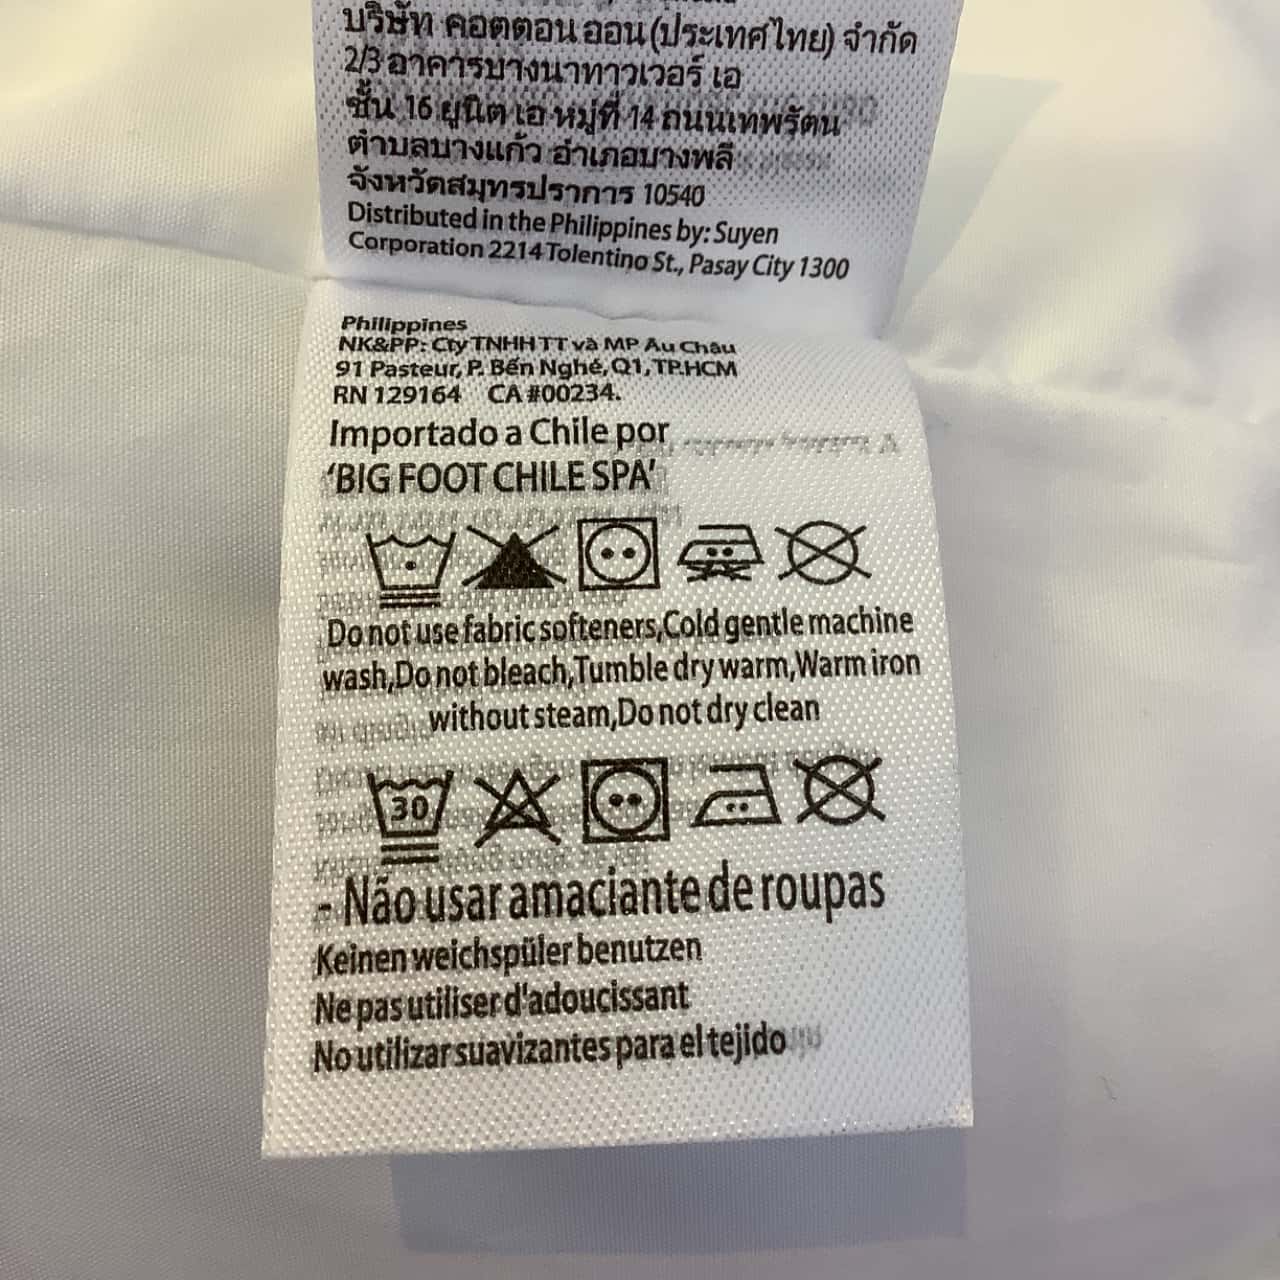 บริษัท คอตตอน ออน (ประเทศไทย) จำกัด
2/3 อาคารบางนาทาวเวอร์ เอ
ชั้น 16 ยูนิต เอ หมู่ที่ 14 ถนนเทพรัตน
ตำบลบางแก้ว อำเภอบางพลี
จังหวัดสมุทรปราการ 10540
Distributed in the Philippines by: Suyen
Corporation 2214 Tolentino St., Pasay City 1300
Philippines
NK&PP: Cty TNHH TT và MP Au Châu
91 Pasteur, P. Bến Nghé, Q1, TP.HCM
RN 129164 CA #00234.
Importado a Chile por
'BIG FOOT CHILE SPA'
Do not use fabric softeners,Cold gentle machine
wash,Do not bleach,Tumble dry warm,Warm iron
without steam,Do not dry clean
30
- Não usar amaciante de roupas
Keinen weichspüler benutzen
Ne pas utiliser d'adoucissant
No utilizar suavizantes para el tejido